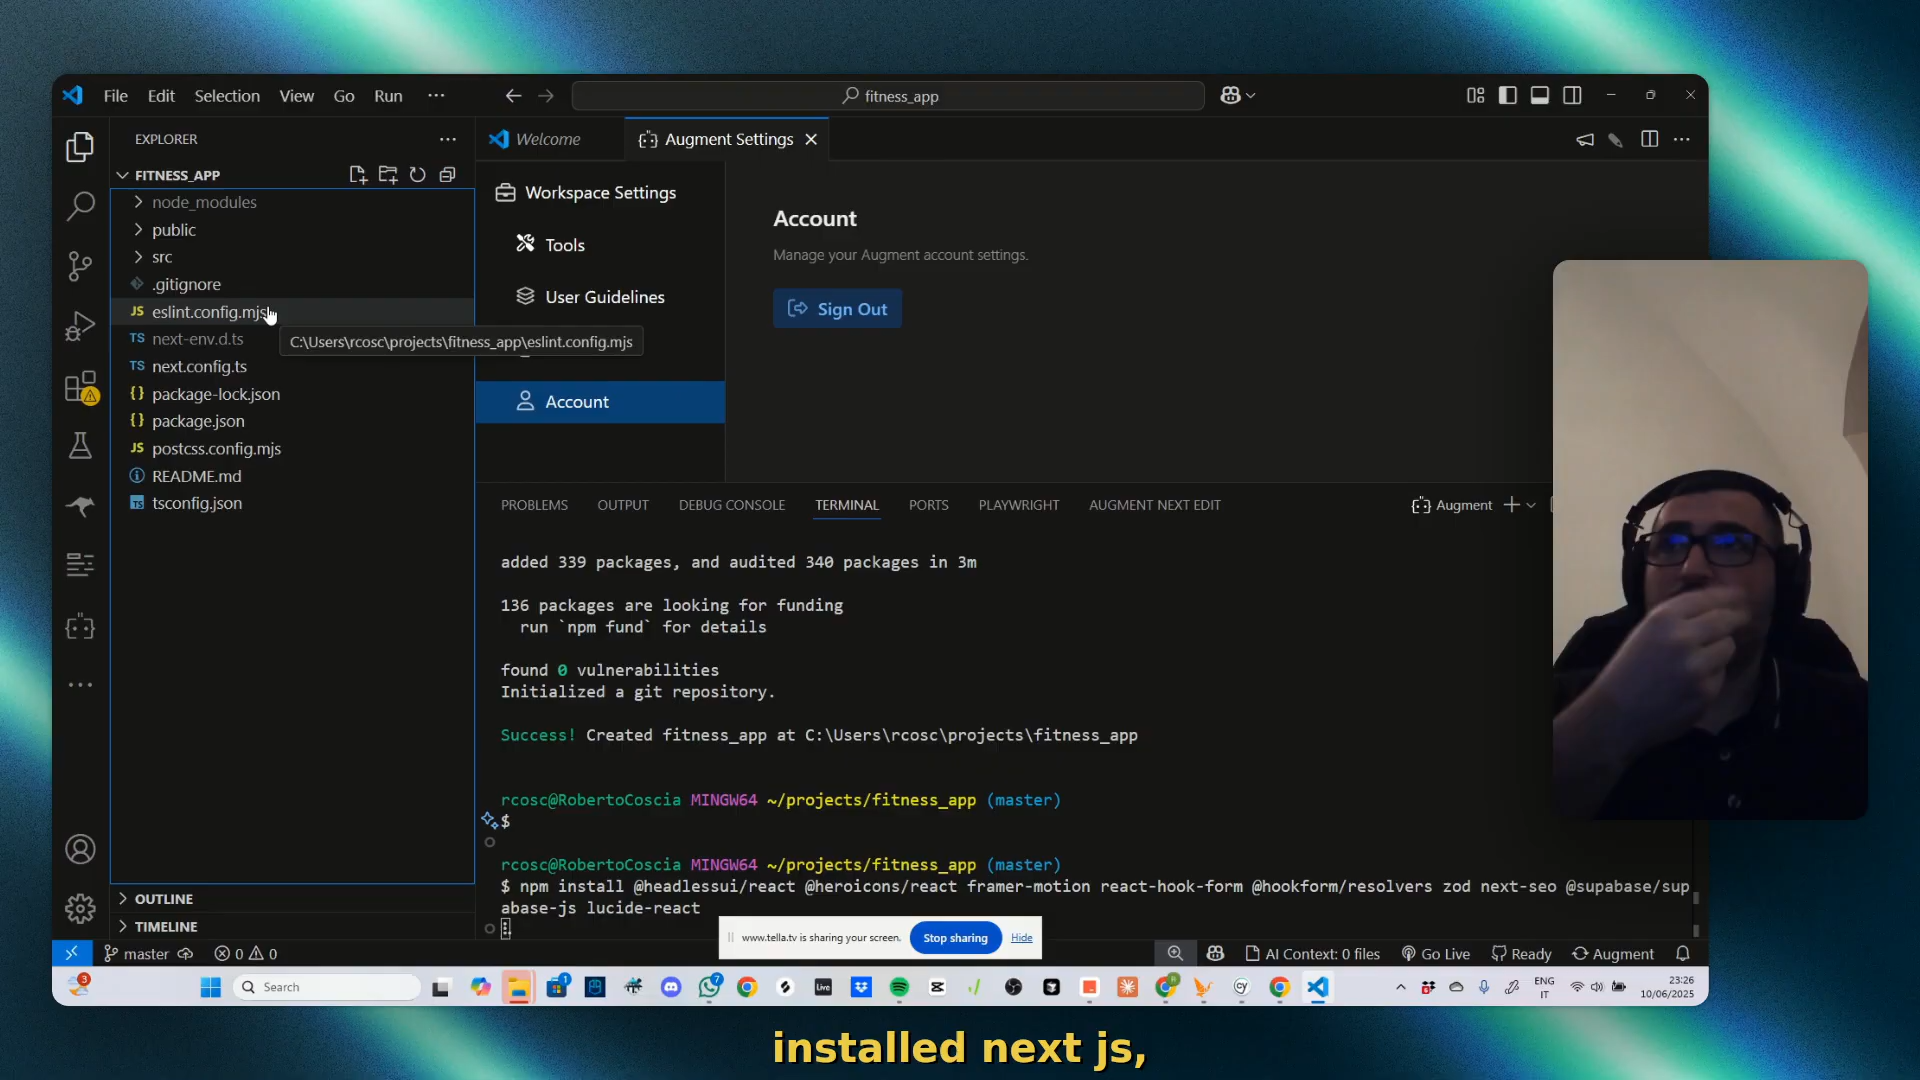 File Edit Selection View Go Run ···
fitness_app
EXPLORER
Welcome
Augment Settings
FITNESS_APP
node_modules
public
src
.gitignore
JS eslint.config.mjs
TS next-env.d.ts
TS next.config.ts
{} package-lock.json
{} package.json
JS postcss.config.mjs
README.md
TS tsconfig.json
C:\Users\rcosc\projects\fitness_app\eslint.config.mjs
Workspace Settings
Tools
User Guidelines
Account
Account
Manage your Augment account settings.
Sign Out
PROBLEMS OUTPUT DEBUG CONSOLE TERMINAL PORTS PLAYWRIGHT AUGMENT NEXT EDIT
Augment
added 339 packages, and audited 340 packages in 3m
136 packages are looking for funding
run `npm fund` for details
found 0 vulnerabilities
Initialized a git repository.
Success! Created fitness_app at C:\Users\rcosc\projects\fitness_app
rcosc@RobertoCoscia MINGW64 ~/projects/fitness_app (master)
$
rcosc@RobertoCoscia MINGW64 ~/projects/fitness_app (master)
$ npm install @headlessui/react @heroicons/react framer-motion react-hook-form @hookform/resolvers zod next-seo @supabase/sup
abase-js lucide-react
OUTLINE
TIMELINE
www.tella.tv is sharing your screen.
Stop sharing
Hide
master
0 0
AI Context: 0 files
Go Live
Ready
Augment
3
Search
1
7
Live
ENG
IT
23:26
10/06/2025
installed next js,